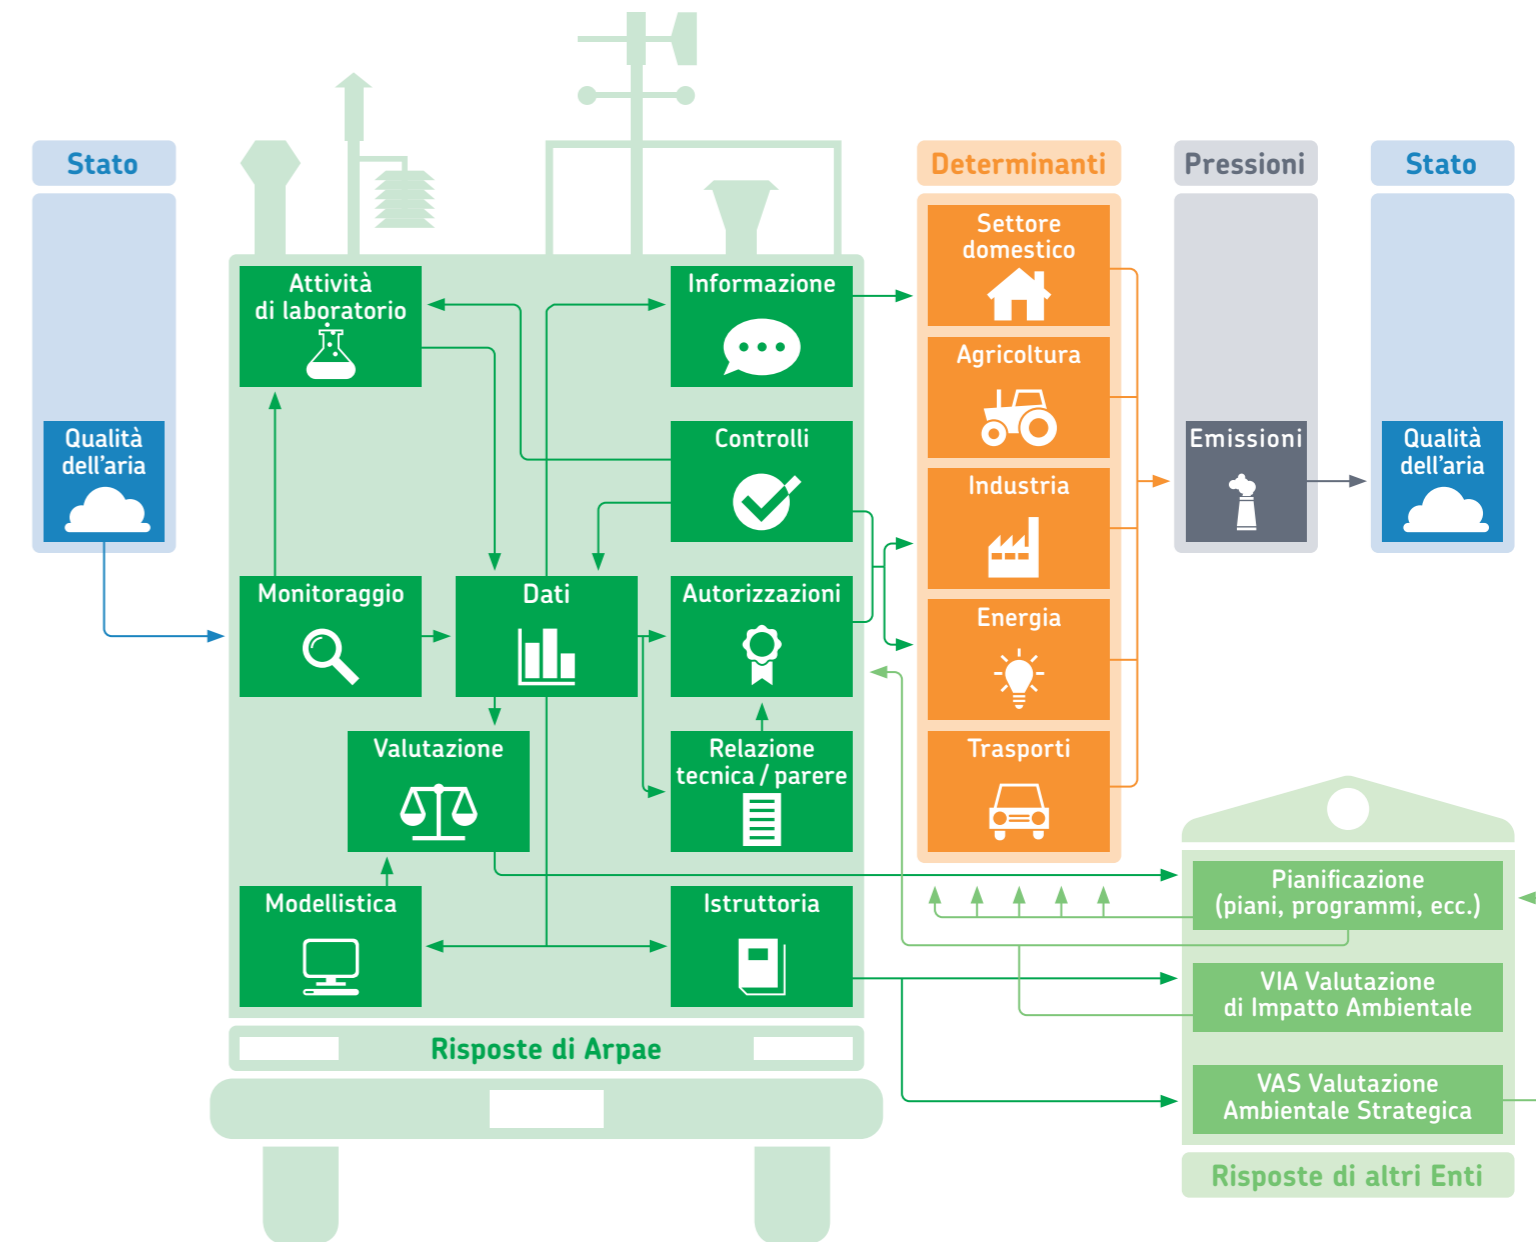 Stato
Qualità
dell'aria
Attività
di laboratorio
Informazione
Controlli
Monitoraggio
Dati
Autorizzazioni
Valutazione
Relazione
tecnica / parere
Modellistica
Istruttoria
Risposte di Arpae
Determinanti
Settore
domestico
Agricoltura
Industria
Energia
Trasporti
Pressioni
Emissioni
Stato
Qualità
dell'aria
Pianificazione
(piani, programmi, ecc.)
VIA Valutazione
di Impatto Ambientale
VAS Valutazione
Ambientale Strategica
Risposte di altri Enti